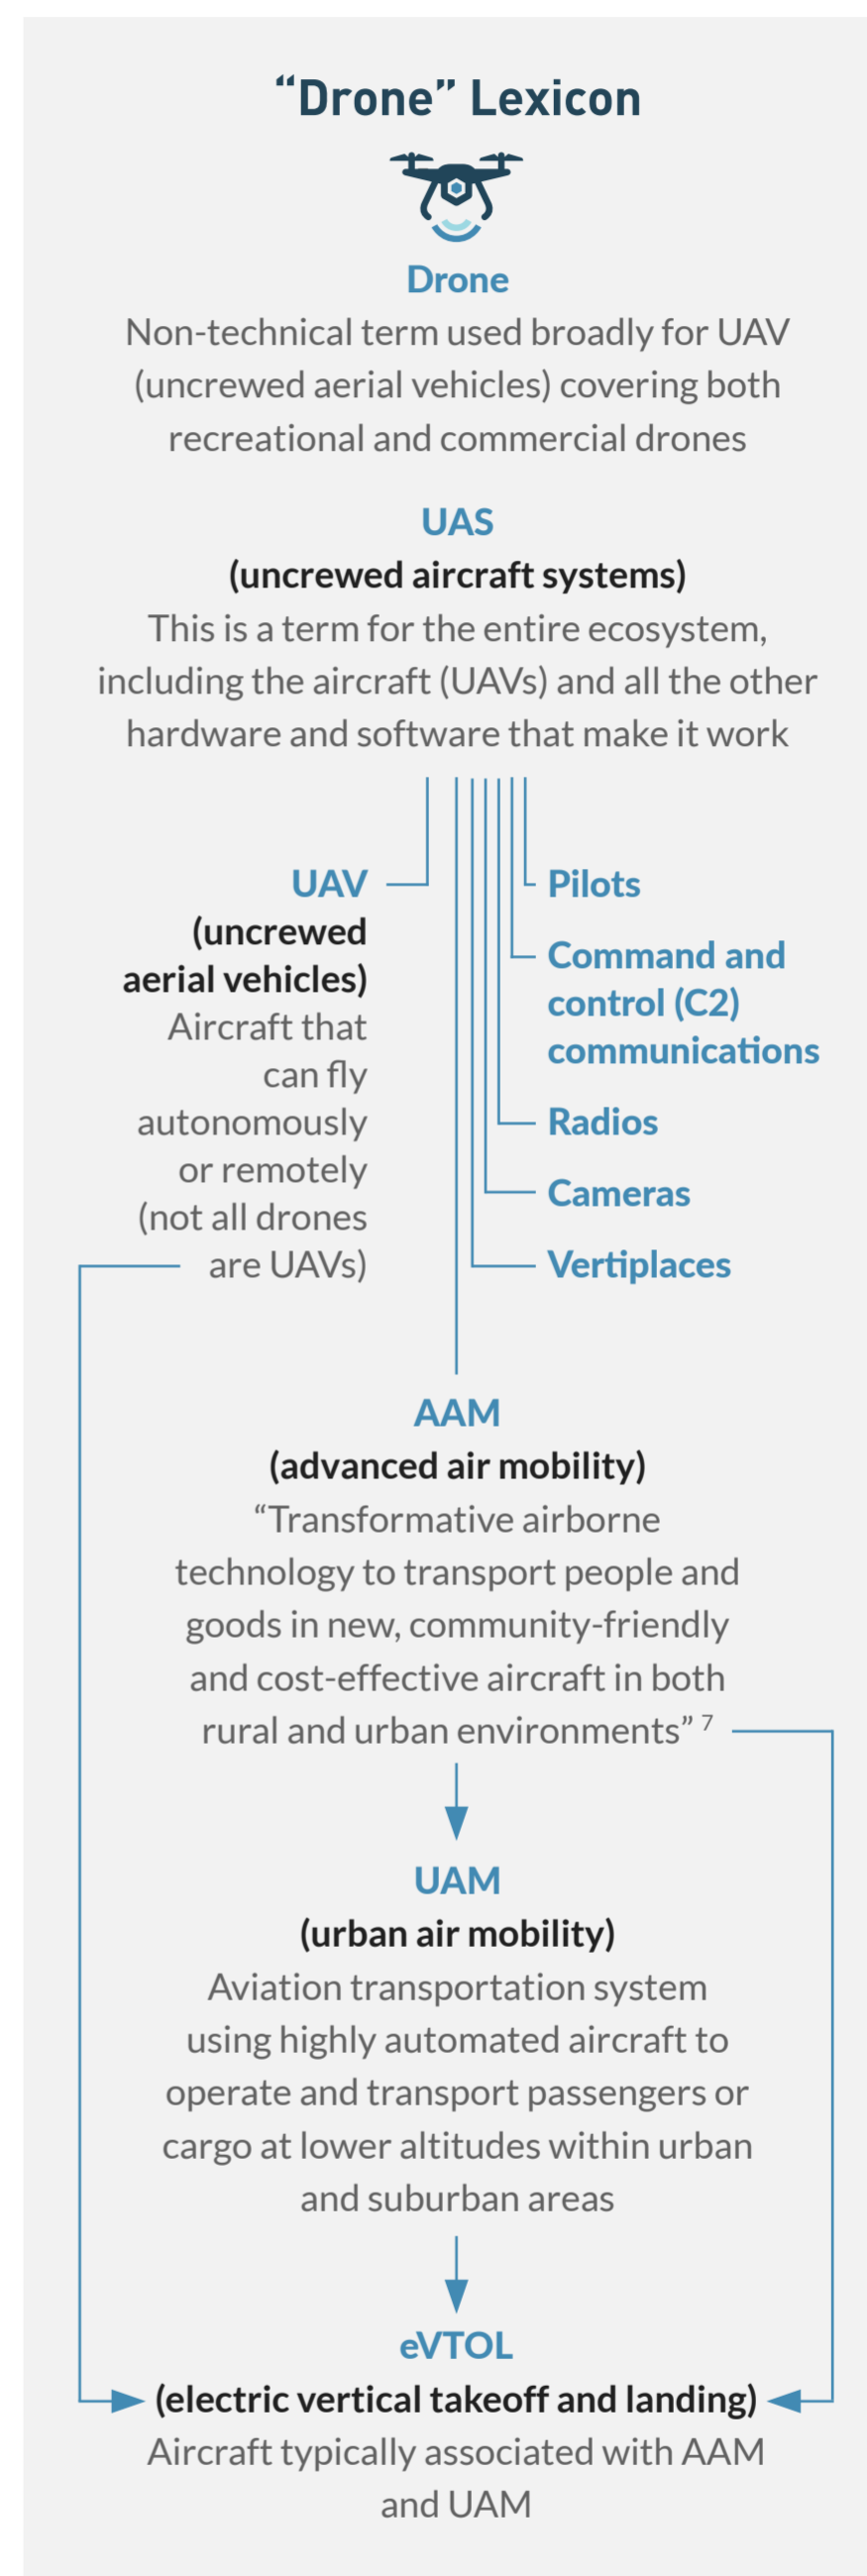 “Drone” Lexicon
Drone
Non-technical term used broadly for UAV
(uncrewed aerial vehicles) covering both
recreational and commercial drones
UAS
(uncrewed aircraft systems)
This is a term for the entire ecosystem,
including the aircraft (UAVs) and all the other
hardware and software that make it work
UAV
(uncrewed
aerial vehicles)
Aircraft that
can fly
autonomously
or remotely
(not all drones
are UAVs)
Pilots
Command and
control (C2)
communications
Radios
Cameras
Vertiplaces
AAM
(advanced air mobility)
“Transformative airborne
technology to transport people and
goods in new, community-friendly
and cost-effective aircraft in both
rural and urban environments” 7
UAM
(urban air mobility)
Aviation transportation system
using highly automated aircraft to
operate and transport passengers or
cargo at lower altitudes within urban
and suburban areas
eVTOL
(electric vertical takeoff and landing)
Aircraft typically associated with AAM
and UAM